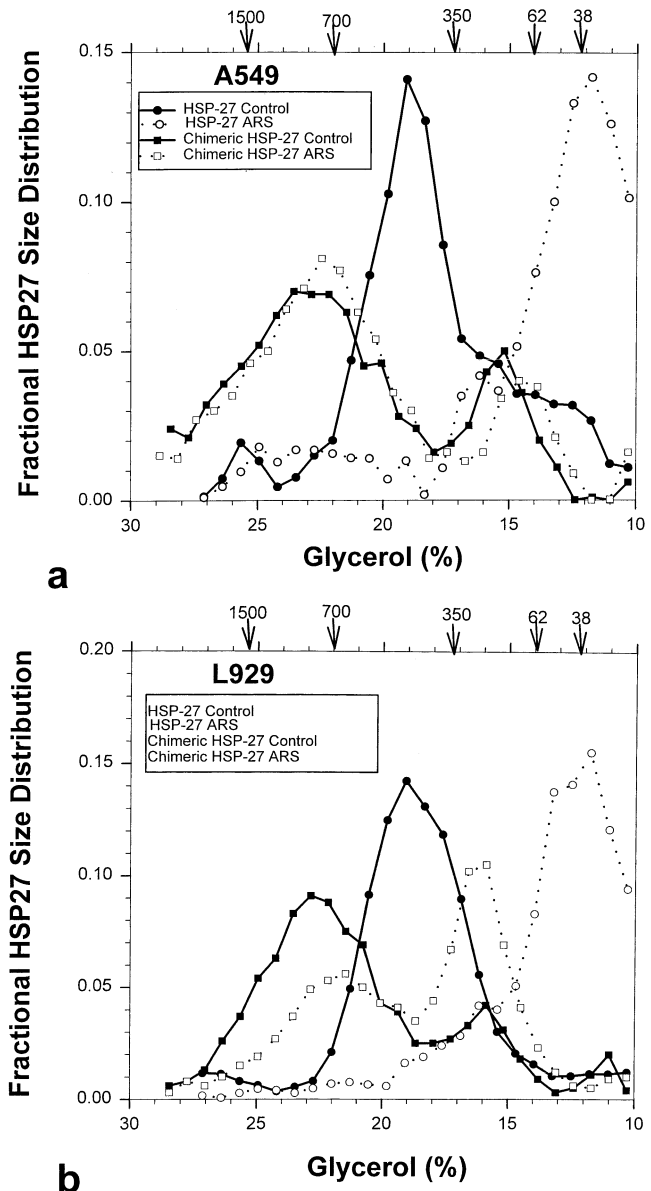 1500 700 350 62 38
0.15
A549
HSP-27 Control
HSP-27 ARS
Chimeric HSP-27 Control
Chimeric HSP-27 ARS
Fractional HSP27 Size Distribution
0.10
0.05
0.00
30 25 20 15 10
Glycerol (%)
a
1500 700 350 62 38
0.20
L929
HSP-27 Control
HSP-27 ARS
Chimeric HSP-27 Control
Chimeric HSP-27 ARS
Fractional HSP27 Size Distribution
0.15
0.10
0.05
0.00
30 25 20 15 10
Glycerol (%)
b